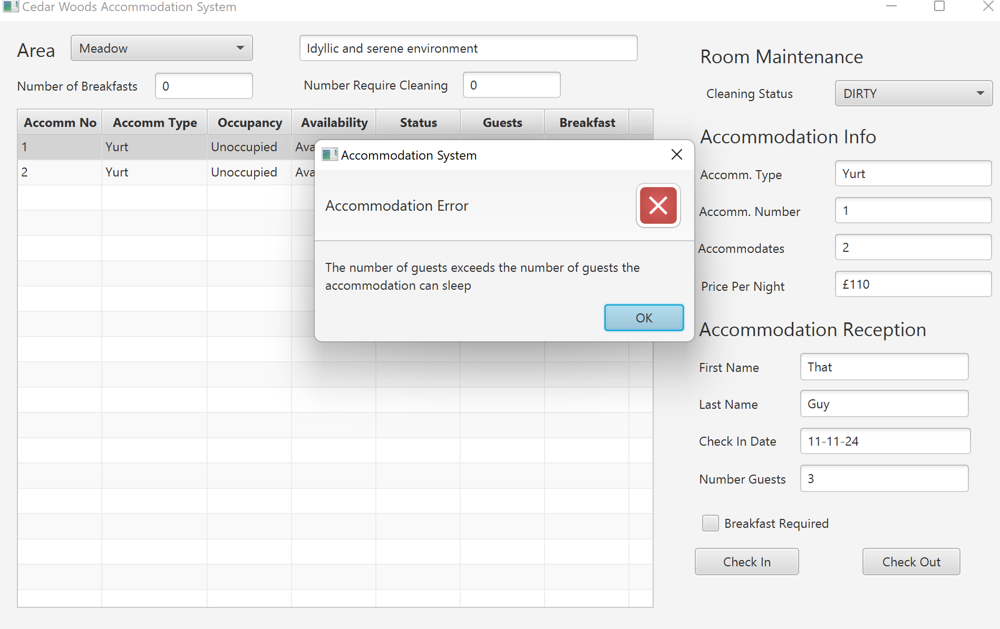 Cedar Woods Accommodation System
Area
Meadow
Idyllic and serene environment
Number of Breakfasts
0
Number Require Cleaning
0
Accomm No
Accomm Type
Occupancy
Availability
Status
Guests
Breakfast
1
Yurt
Unoccupied
Ava
2
Yurt
Unoccupied
Ava
Accommodation System
Accommodation Error
The number of guests exceeds the number of guests the
accommodation can sleep
OK
Room Maintenance
Cleaning Status
DIRTY
Accommodation Info
Accomm. Type
Yurt
Accomm. Number
1
Accommodates
2
Price Per Night
£110
Accommodation Reception
First Name
That
Last Name
Guy
Check In Date
11-11-24
Number Guests
3
Breakfast Required
Check In
Check Out